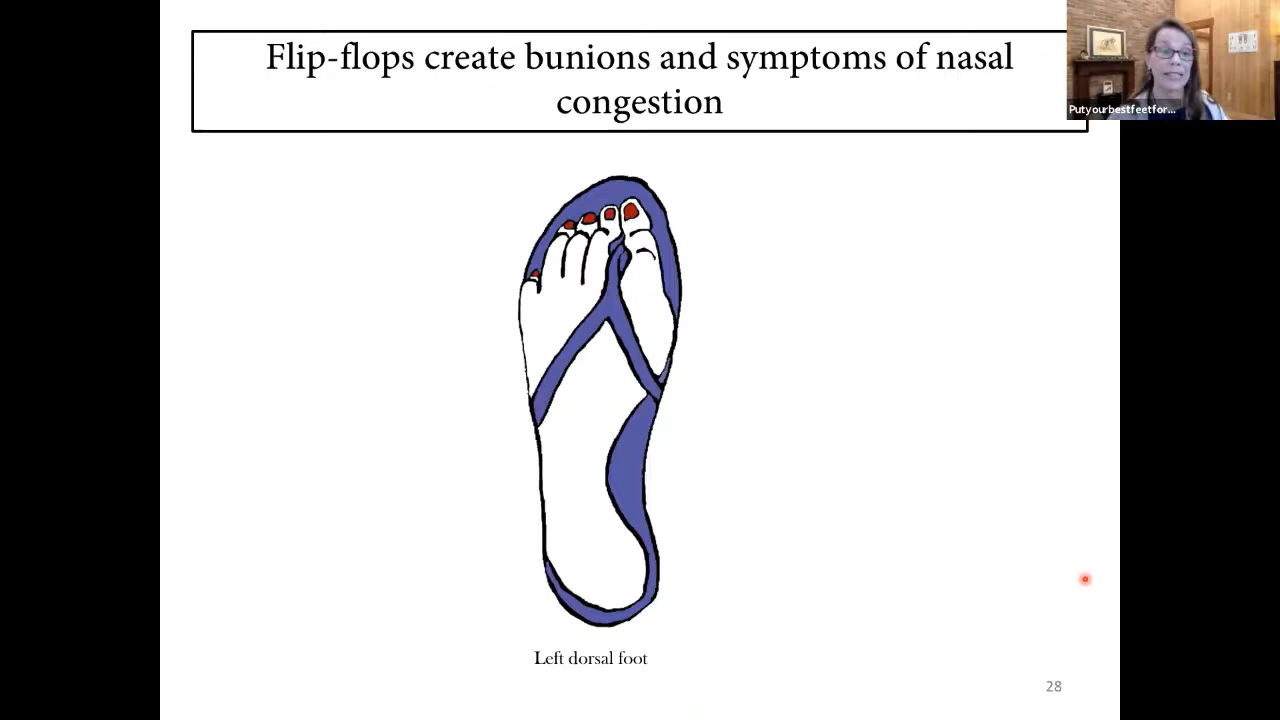 Flip-flops create bunions and symptoms of nasal
congestion
Putyourbestfeetfor...
Left dorsal foot
28